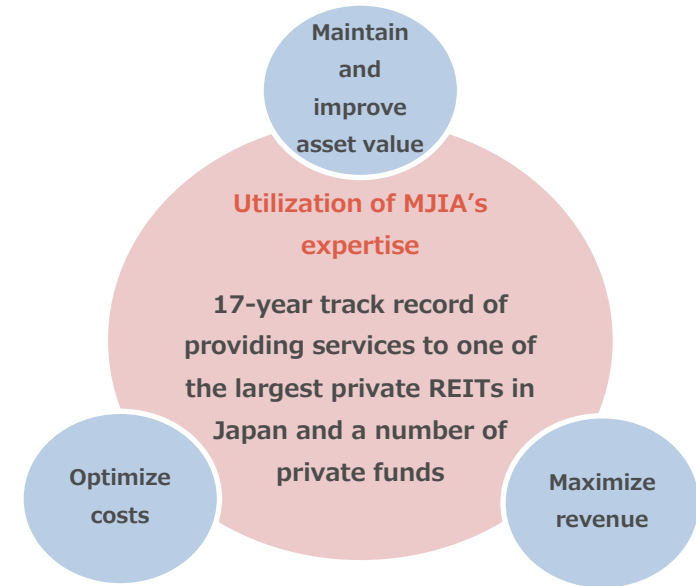 Maintain
and
improve
asset value
Utilization of MJIA’s
expertise
17-year track record of
providing services to one of
the largest private REITs in
Japan and a number of
private funds
Optimize
costs
Maximize
revenue